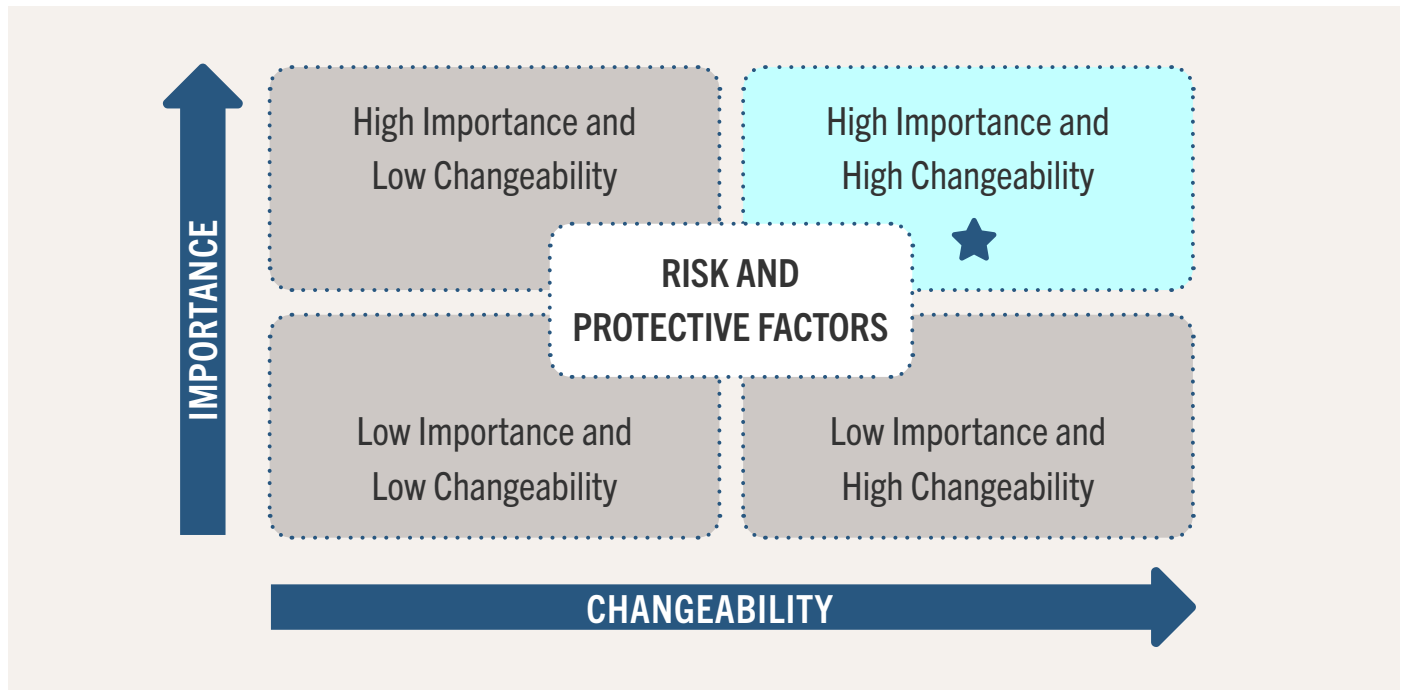 High Importance and
Low Changeability
High Importance and
High Changeability
RISK AND
PROTECTIVE FACTORS
IMPORTANCE
Low Importance and
Low Changeability
Low Importance and
High Changeability
CHANGEABILITY